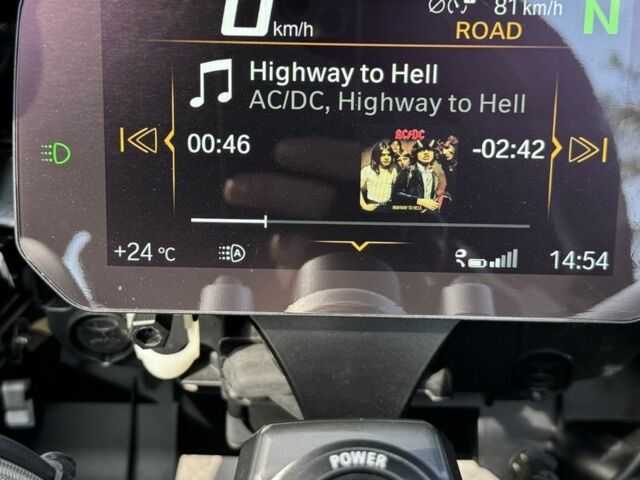 0 km/h
81 km/h
ROAD
N
Highway to Hell
AC/DC, Highway to Hell
00:46
AC/DC
-02:42
HIGHWAY TO HELL
+24 °C
A
14:54
POWER